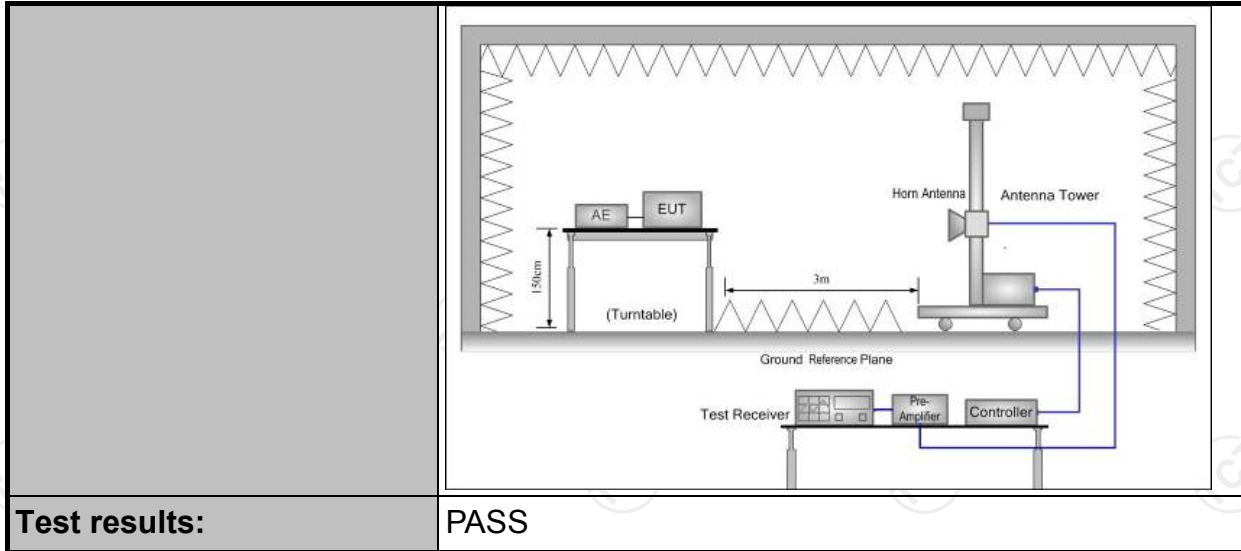 Horn Antenna
Antenna Tower
AE
EUT
150cm
3m
(Turntable)
Ground Reference Plane
Test Receiver
Pre-
Amplifier
Controller
Test results:
PASS